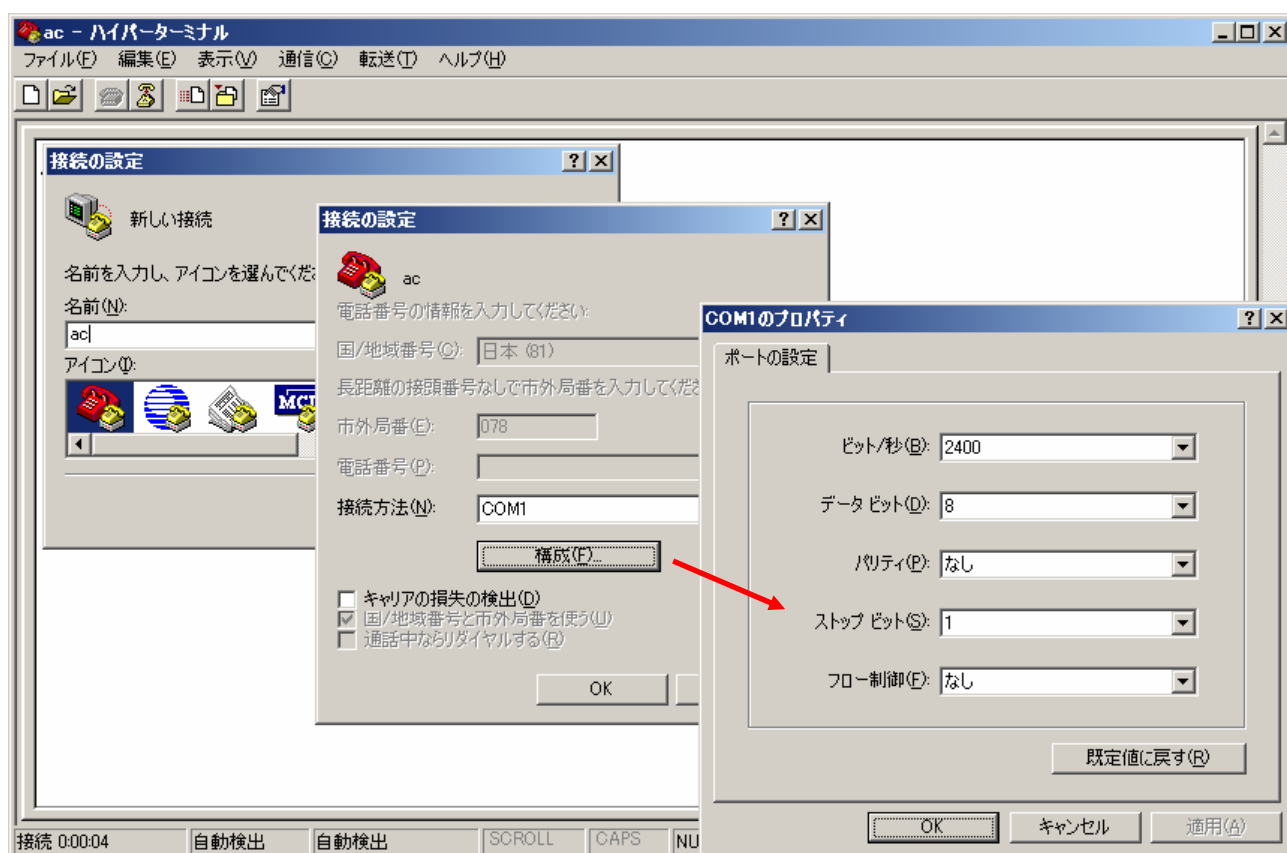 ac - ハイパーターミナル
ファイル(F) 編集(E) 表示(V) 通信(C) 転送(T) ヘルプ(H)
接続の設定
新しい接続
名前を入力し、アイコンを選んでくだ
名前(N):
ac
アイコン(I):
MCI
接続の設定
ac
電話番号の情報を入力してください:
国/地域番号(C): 日本 (81)
長距離の接頭番号なしで市外局番を入力してくださ
市外局番(E): 078
電話番号(P):
接続方法(N): COM1
構成(F)...
キャリアの損失の検出(D)
国/地域番号と市外局番を使う(U)
通話中ならリダイヤルする(R)
OK
COM1のプロパティ
ポートの設定
ビット/秒(B): 2400
データ ビット(D): 8
パリティ(P): なし
ストップ ビット(S): 1
フロー制御(F): なし
既定値に戻す(R)
OK キャンセル 適用(A)
接続 0:00:04 自動検出 自動検出 SCROLL CAPS NU